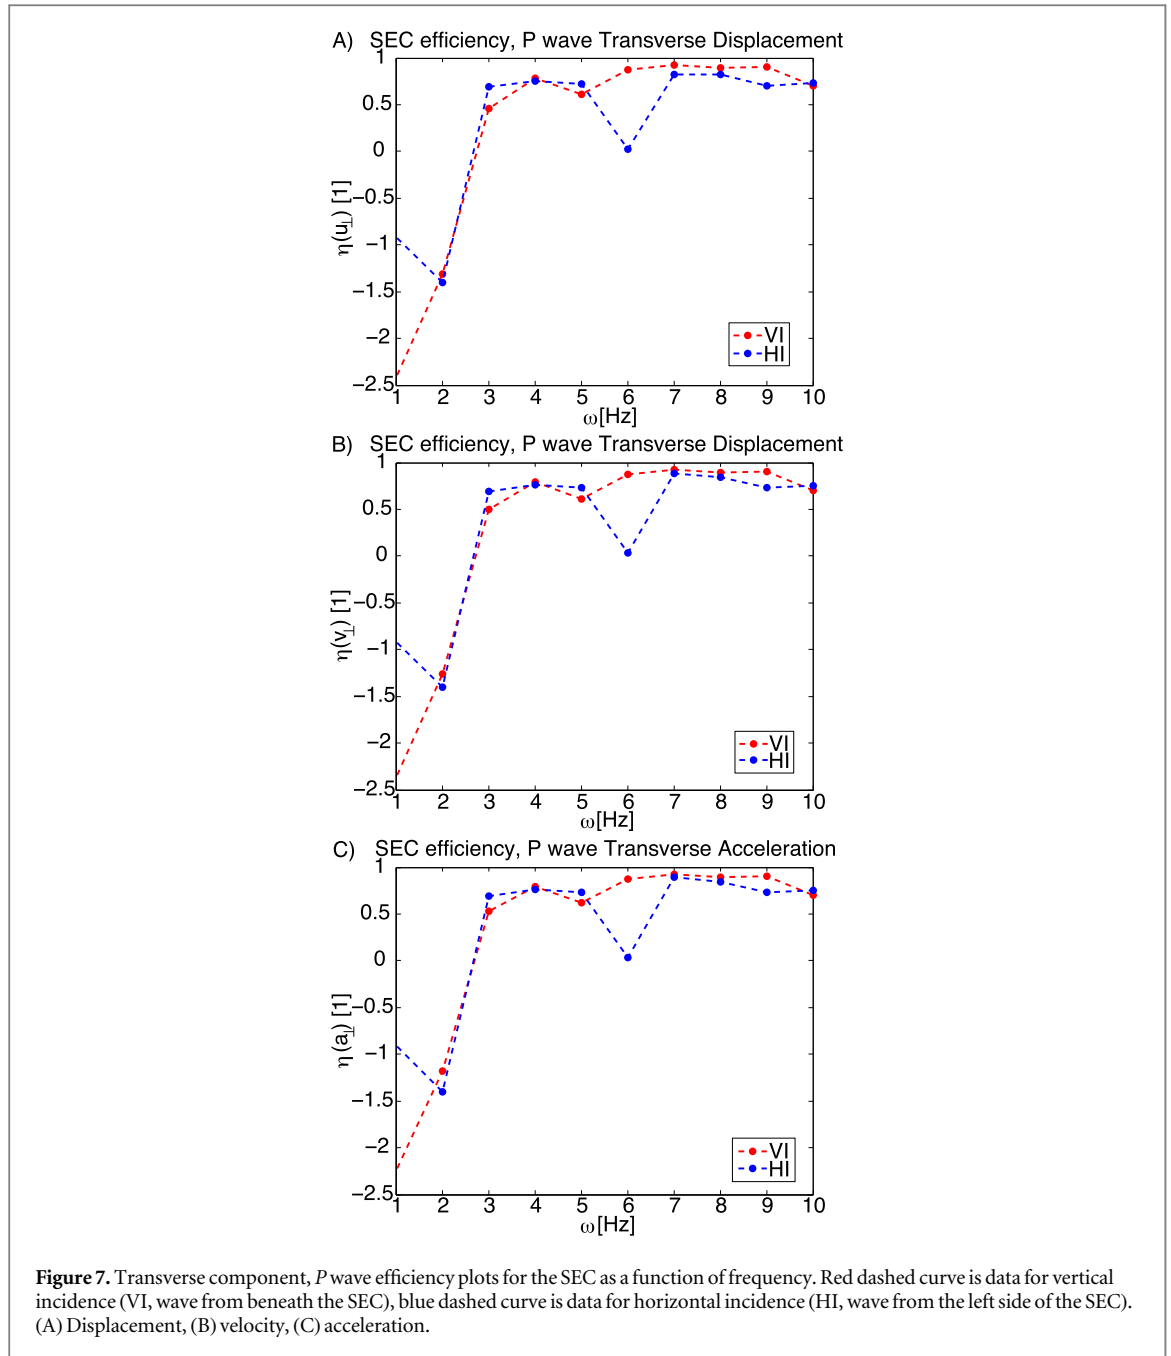 A) SEC efficiency, P wave Transverse Displacement
1
0.5
0
−0.5
−1
−1.5
−2
−2.5
η(u⊥) [1]
VI
HI
1 2 3 4 5 6 7 8 9 10
ω[Hz]
B) SEC efficiency, P wave Transverse Displacement
1
0.5
0
−0.5
−1
−1.5
−2
−2.5
η(v⊥) [1]
VI
HI
1 2 3 4 5 6 7 8 9 10
ω[Hz]
C) SEC efficiency, P wave Transverse Acceleration
1
0.5
0
−0.5
−1
−1.5
−2
−2.5
η(a⊥) [1]
VI
HI
1 2 3 4 5 6 7 8 9 10
ω[Hz]
Figure 7. Transverse component, P wave efficiency plots for the SEC as a function of frequency. Red dashed curve is data for vertical
incidence (VI, wave from beneath the SEC), blue dashed curve is data for horizontal incidence (HI, wave from the left side of the SEC).
(A) Displacement, (B) velocity, (C) acceleration.